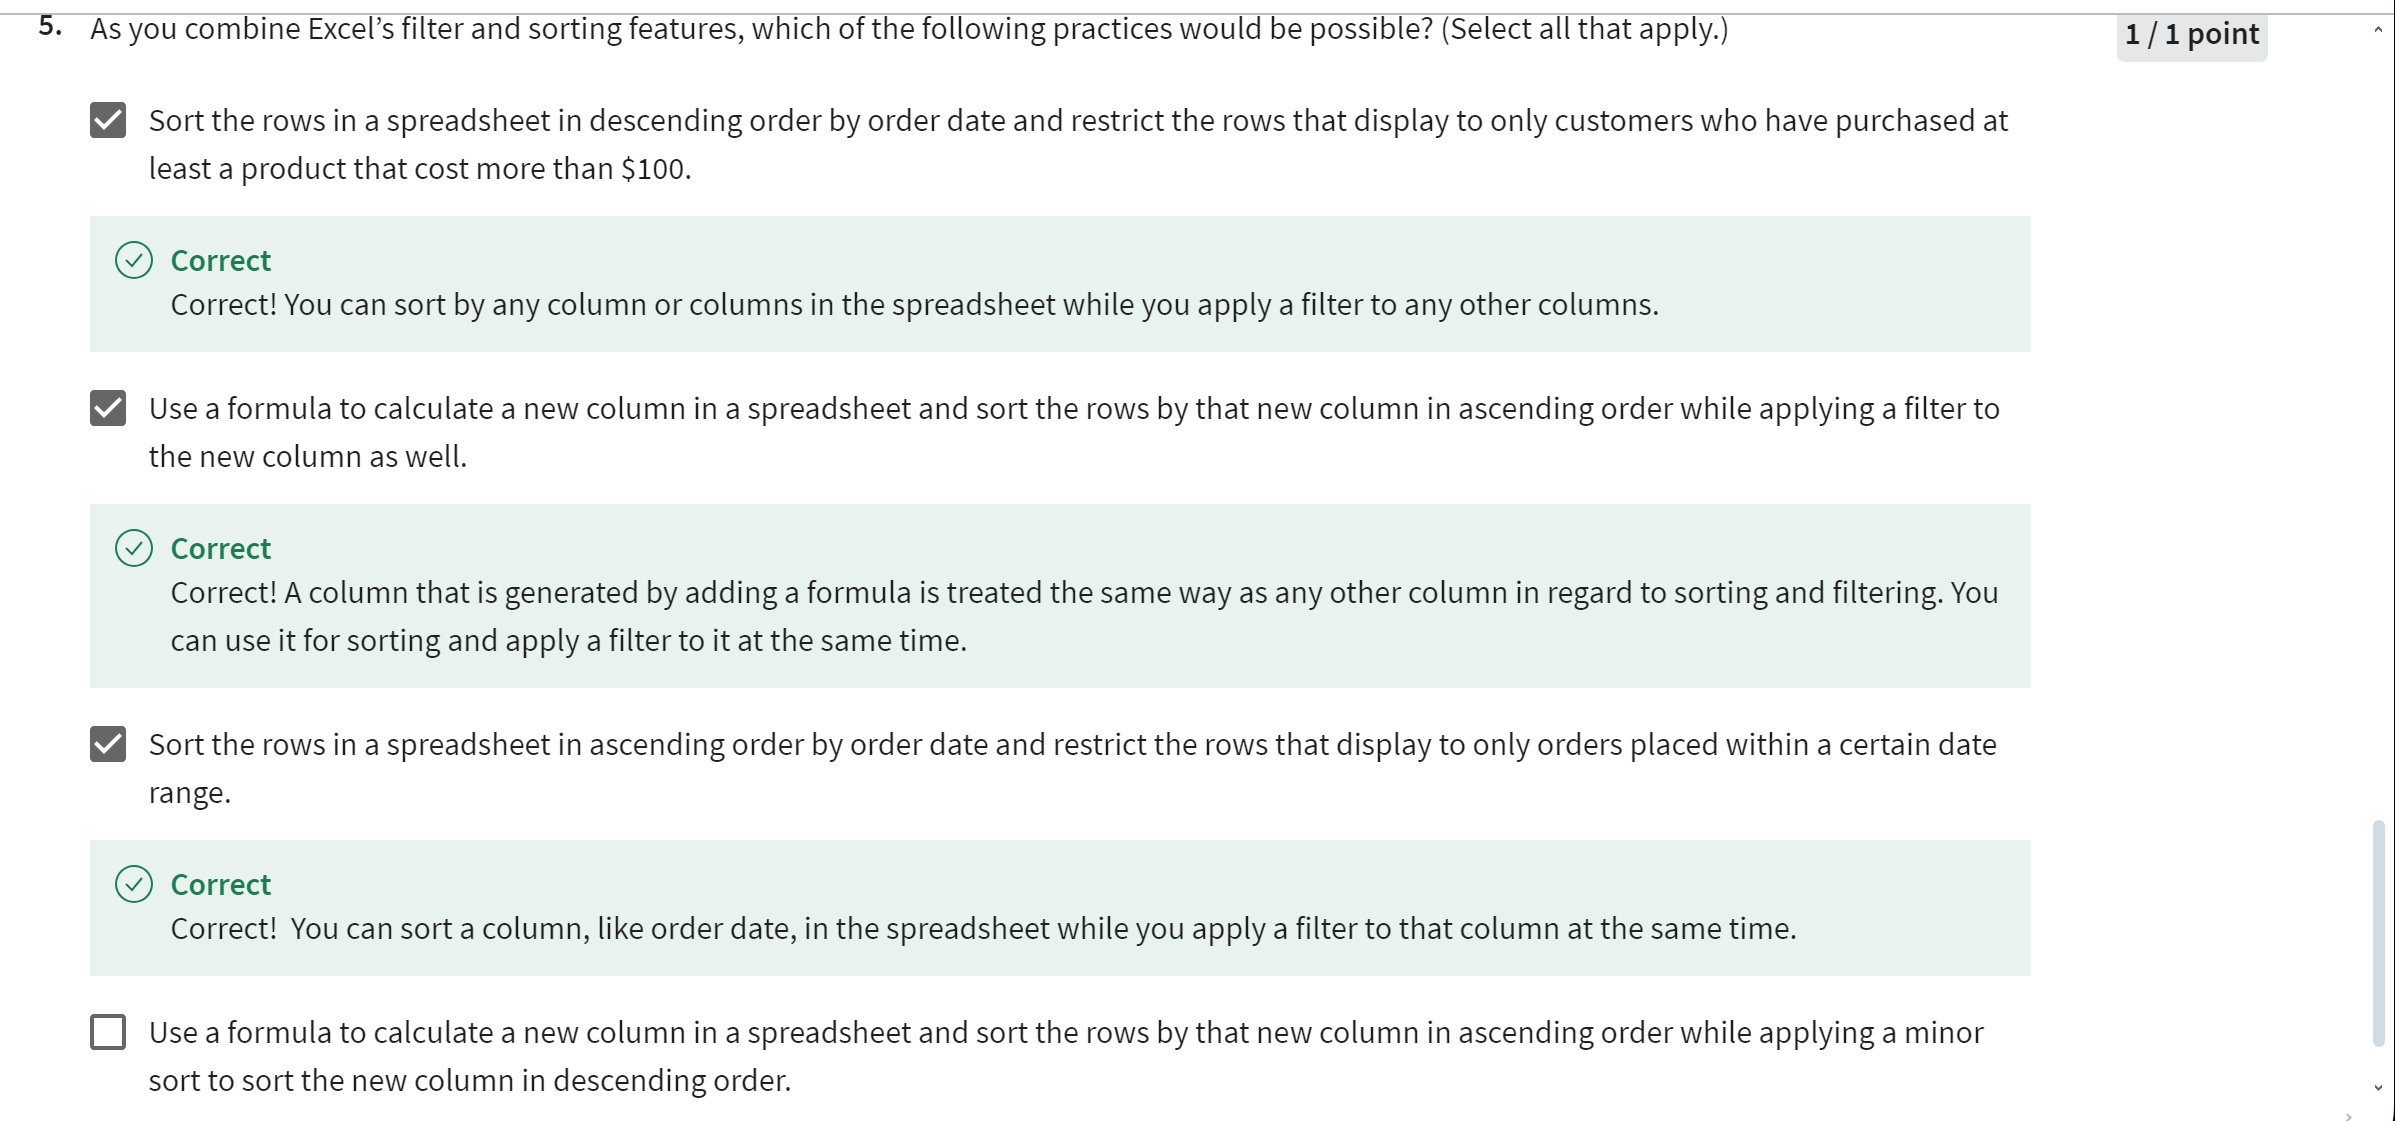 5. As you combine Excel’s filter and sorting features, which of the following practices would be possible? (Select all that apply.)
1 / 1 point
Sort the rows in a spreadsheet in descending order by order date and restrict the rows that display to only customers who have purchased at
least a product that cost more than $100.
Correct
Correct! You can sort by any column or columns in the spreadsheet while you apply a filter to any other columns.
Use a formula to calculate a new column in a spreadsheet and sort the rows by that new column in ascending order while applying a filter to
the new column as well.
Correct
Correct! A column that is generated by adding a formula is treated the same way as any other column in regard to sorting and filtering. You
can use it for sorting and apply a filter to it at the same time.
Sort the rows in a spreadsheet in ascending order by order date and restrict the rows that display to only orders placed within a certain date
range.
Correct
Correct!  You can sort a column, like order date, in the spreadsheet while you apply a filter to that column at the same time.
Use a formula to calculate a new column in a spreadsheet and sort the rows by that new column in ascending order while applying a minor
sort to sort the new column in descending order.